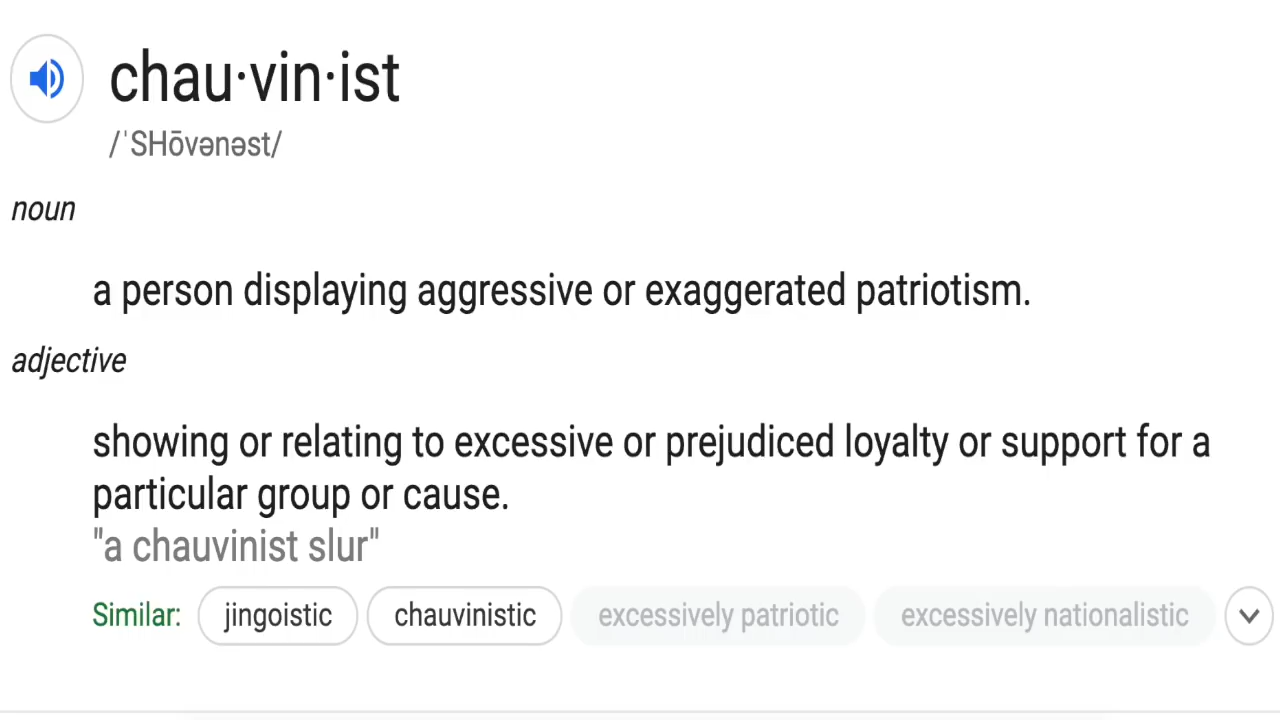 chau·vin·ist
/ˈSHōvənəst/
noun
a person displaying aggressive or exaggerated patriotism.
adjective
showing or relating to excessive or prejudiced loyalty or support for a
particular group or cause.
"a chauvinist slur"
Similar: jingoistic chauvinistic excessively patriotic excessively nationalistic